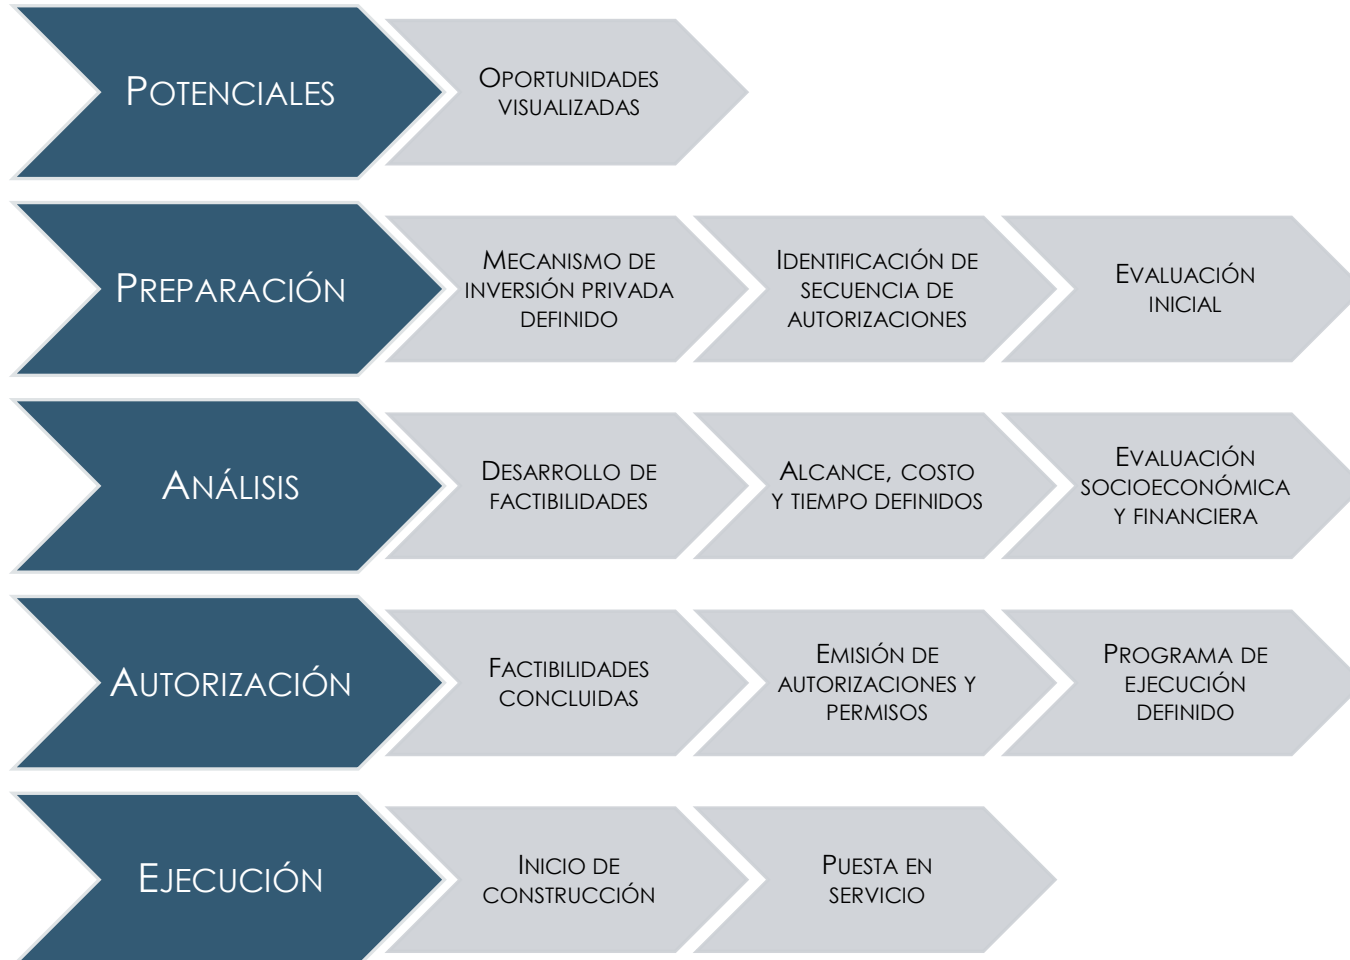 Potenciales
Oportunidades
visualizadas
Preparación
Mecanismo de
inversión privada
definido
Identificación de
secuencia de
autorizaciones
Evaluación
inicial
Análisis
Desarrollo de
factibilidades
Alcance, costo
y tiempo definidos
Evaluación
socioeconómica
y financiera
Autorización
Factibilidades
concluidas
Emisión de
autorizaciones y
permisos
Programa de
ejecución
definido
Ejecución
Inicio de
construcción
Puesta en
servicio